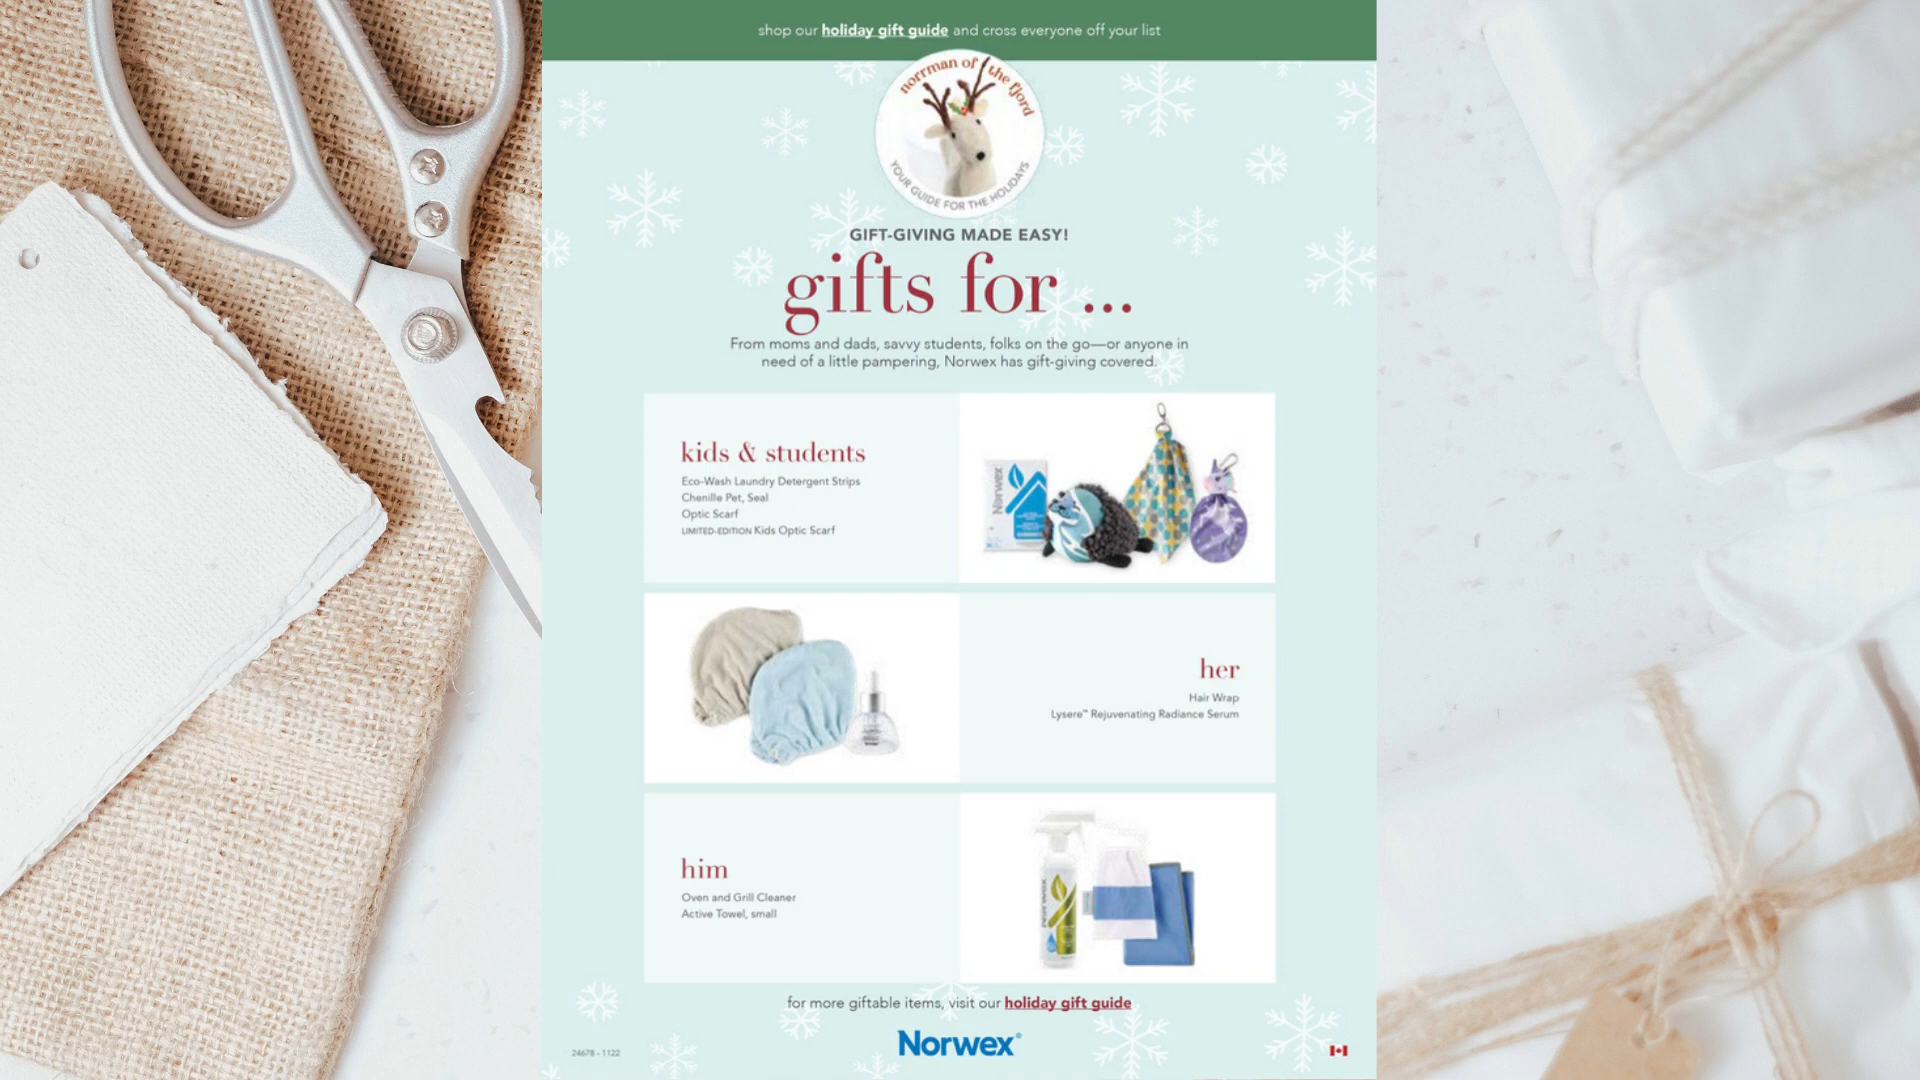 shop our holiday gift guide and cross everyone off your list
norrman of the fjord
YOUR GUIDE FOR THE HOLIDAYS
GIFT-GIVING MADE EASY!
gifts for ...
From moms and dads, savvy students, folks on the go—or anyone in
need of a little pampering, Norwex has gift-giving covered.
kids & students
Eco-Wash Laundry Detergent Strips
Chenille Pet, Seal
Optic Scarf
LIMITED-EDITION Kids Optic Scarf
Norwex
her
Hair Wrap
Lysere™ Rejuvenating Radiance Serum
him
Oven and Grill Cleaner
Active Towel, small
Norwex
for more giftable items, visit our holiday gift guide
Norwex®
24678 - 1122